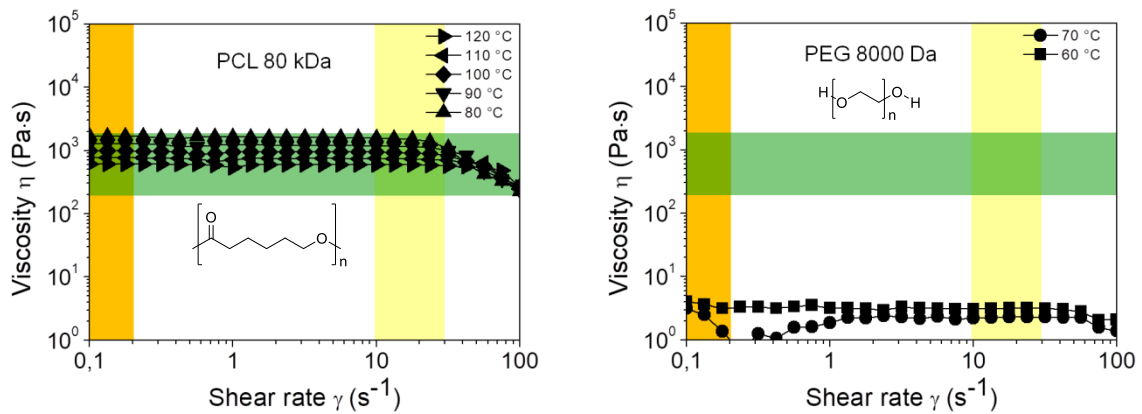 10⁵
10⁴
10³
10²
10¹
10⁰
Viscosity η (Pa·s)
PCL 80 kDa
120 °C
110 °C
100 °C
90 °C
80 °C
O
O
n
0,1
1
10
100
Shear rate γ (s⁻¹)
10⁵
10⁴
10³
10²
10¹
10⁰
Viscosity η (Pa·s)
PEG 8000 Da
70 °C
60 °C
H
O
O
H
n
0,1
1
10
100
Shear rate γ (s⁻¹)